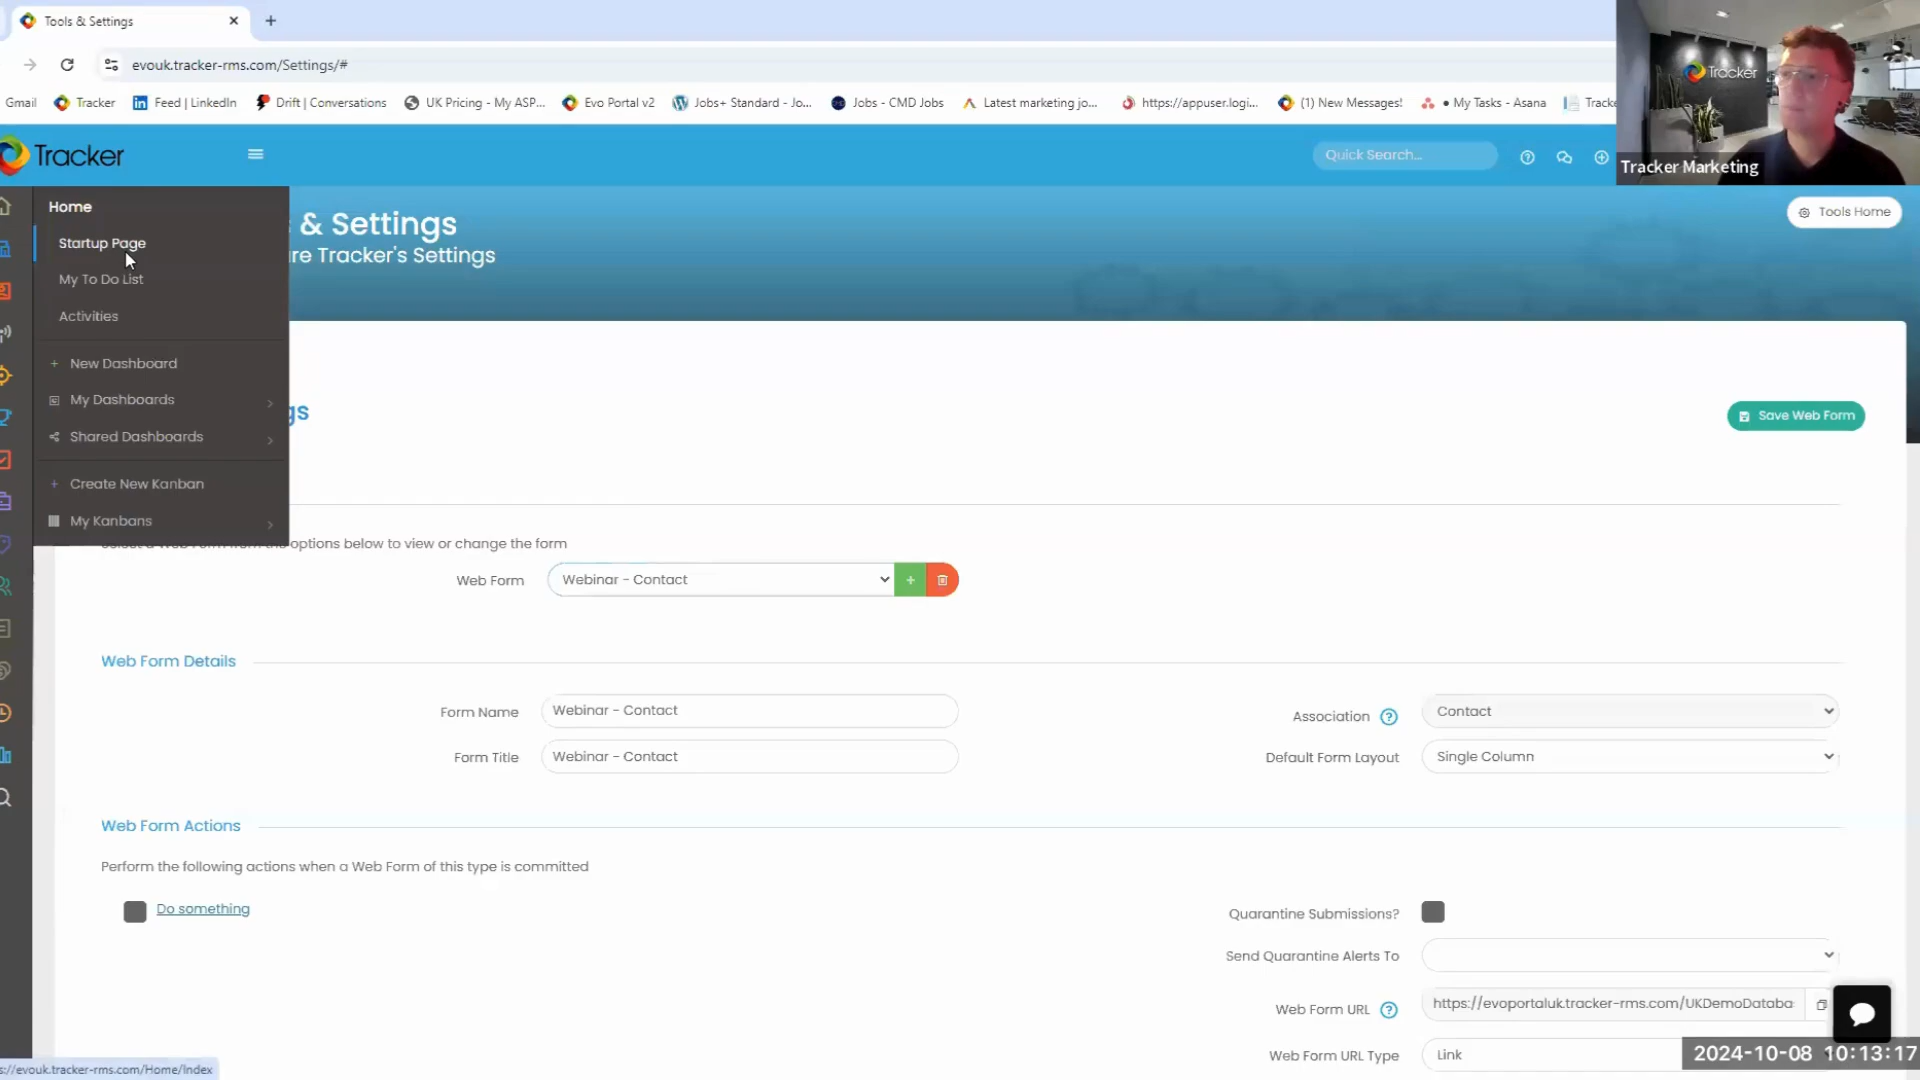 Tools & Settings
evouk.tracker-rms.com/Settings/#
Gmail
Tracker
Feed | LinkedIn
Drift | Conversations
UK Pricing - My ASP...
Evo Portal v2
Jobs+ Standard - Jo...
Jobs - CMD Jobs
Latest marketing jo...
https://appuser.logi...
(1) New Messages!
• My Tasks - Asana
Tracke
Tracker
Tracker Marketing
Tracker
Quick Search...
Home
Startup Page
My To Do List
Activities
+ New Dashboard
My Dashboards
Shared Dashboards
+ Create New Kanban
My Kanbans
& Settings
re Tracker's Settings
Tools Home
gs
Save Web Form
options below to view or change the form
Web Form
Webinar - Contact
Web Form Details
Form Name
Webinar - Contact
Association
Contact
Form Title
Webinar - Contact
Default Form Layout
Single Column
Web Form Actions
Perform the following actions when a Web Form of this type is committed
Do something
Quarantine Submissions?
Send Quarantine Alerts To
Web Form URL
https://evoportaluk.tracker-rms.com/UKDemoDataba
Web Form URL Type
Link
2024-10-08 10:13:17
s://evouk.tracker-rms.com/Home/Index